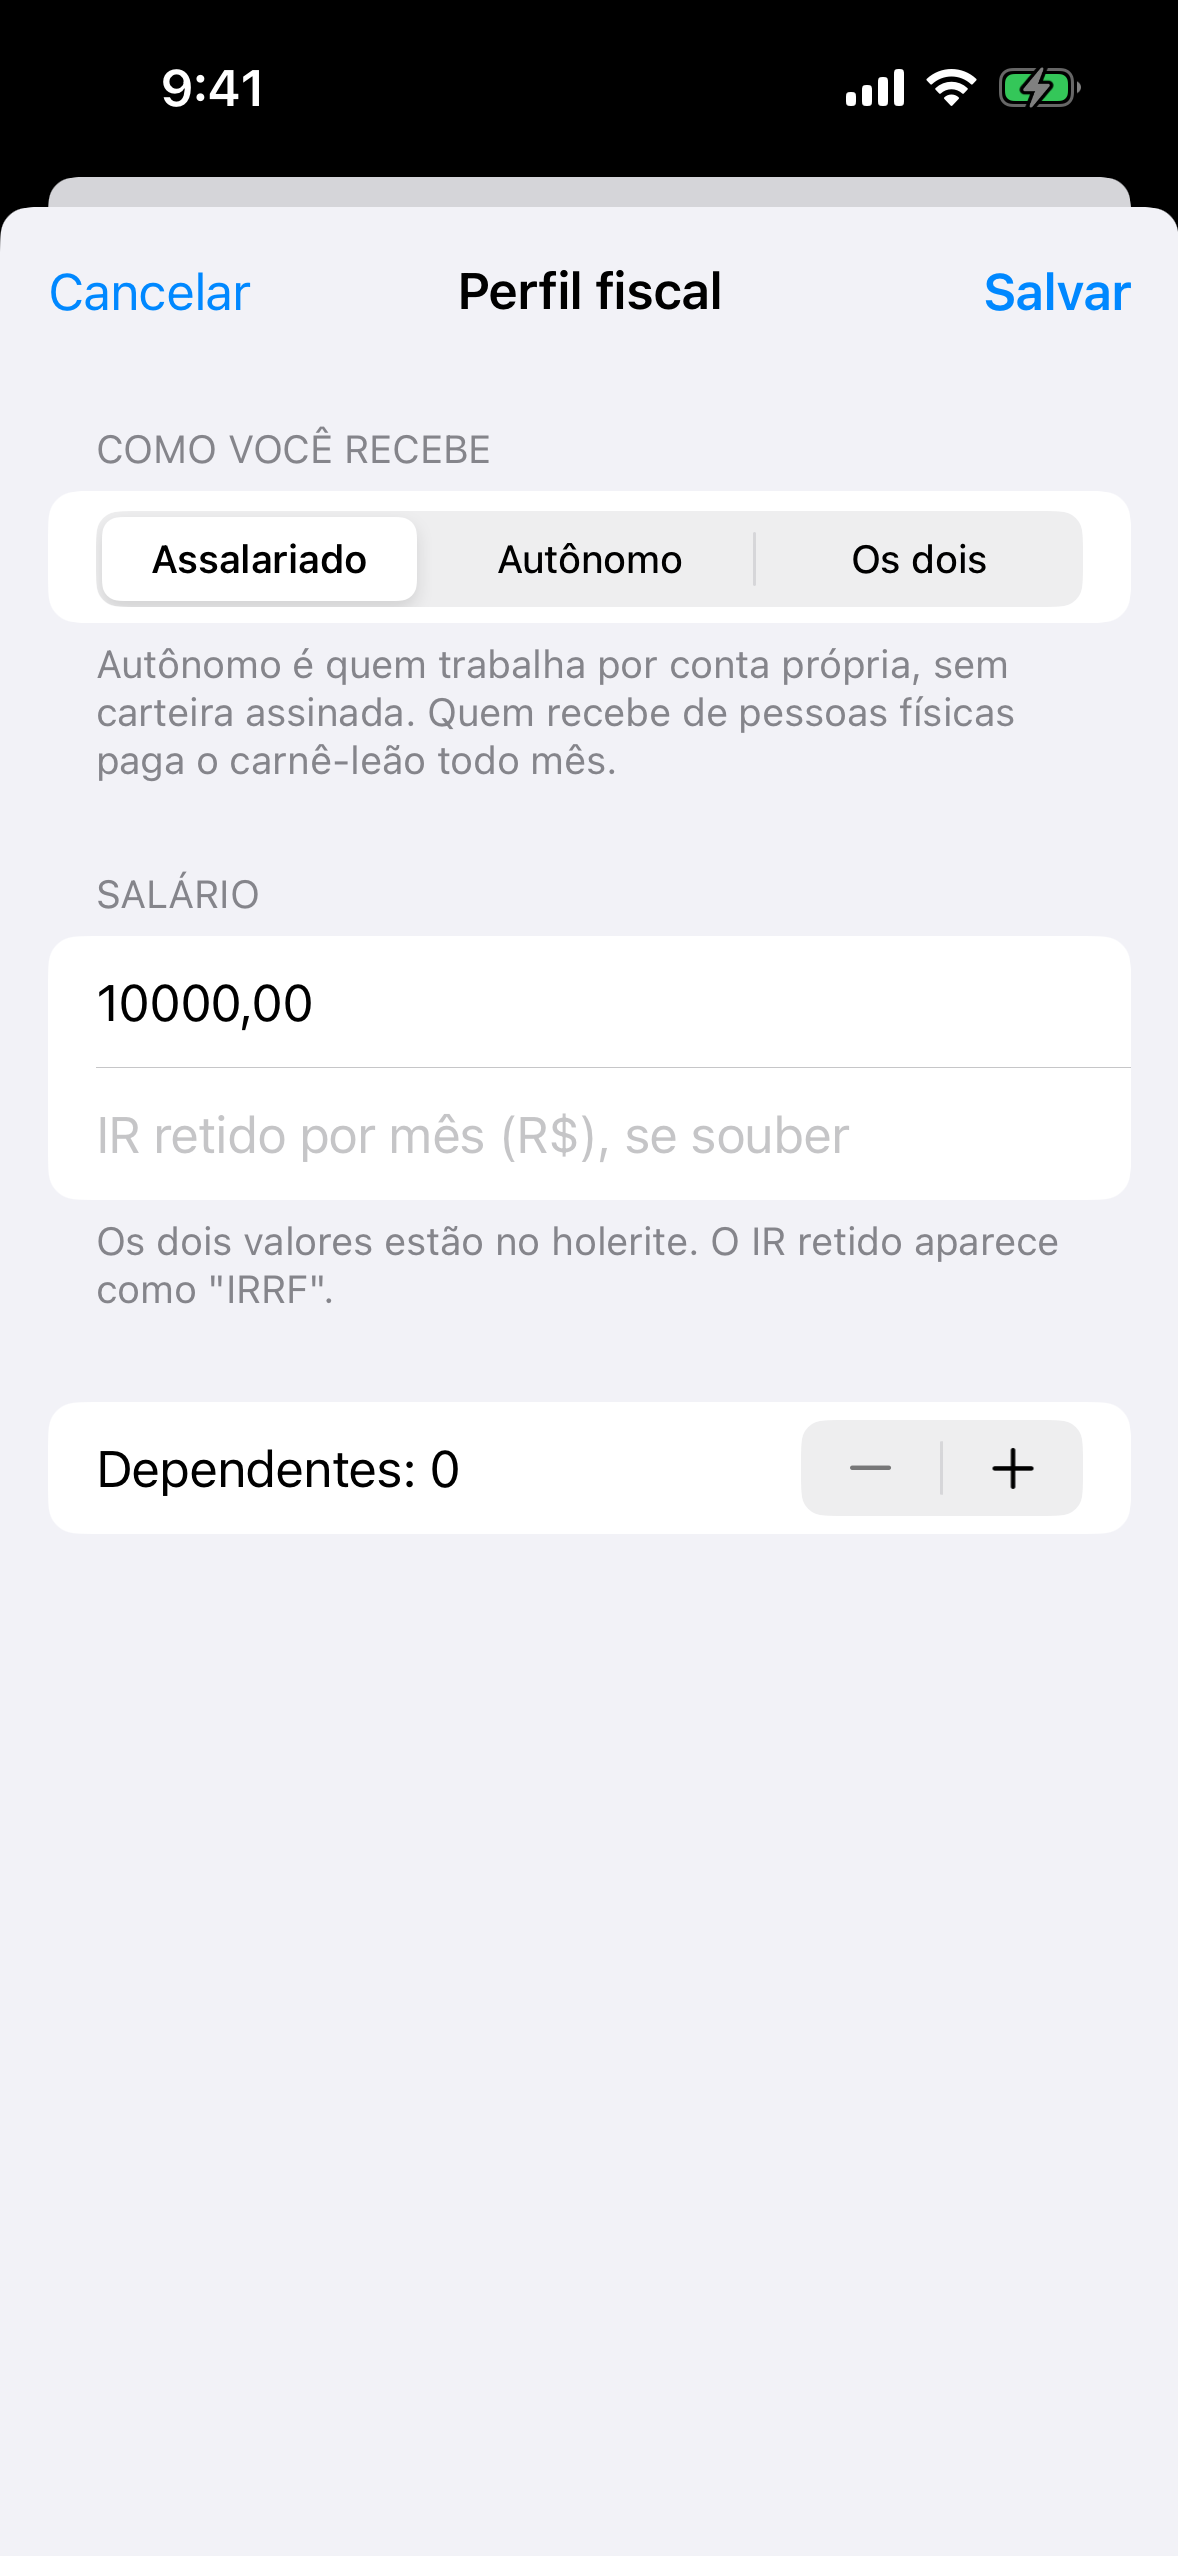 9:41
Cancelar
Perfil fiscal
Salvar
COMO VOCÊ RECEBE
Assalariado
Autônomo
Os dois
Autônomo é quem trabalha por conta própria, sem
carteira assinada. Quem recebe de pessoas físicas
paga o carnê-leão todo mês.
SALÁRIO
10000,00
IR retido por mês (R$), se souber
Os dois valores estão no holerite. O IR retido aparece
como "IRRF".
Dependentes: 0